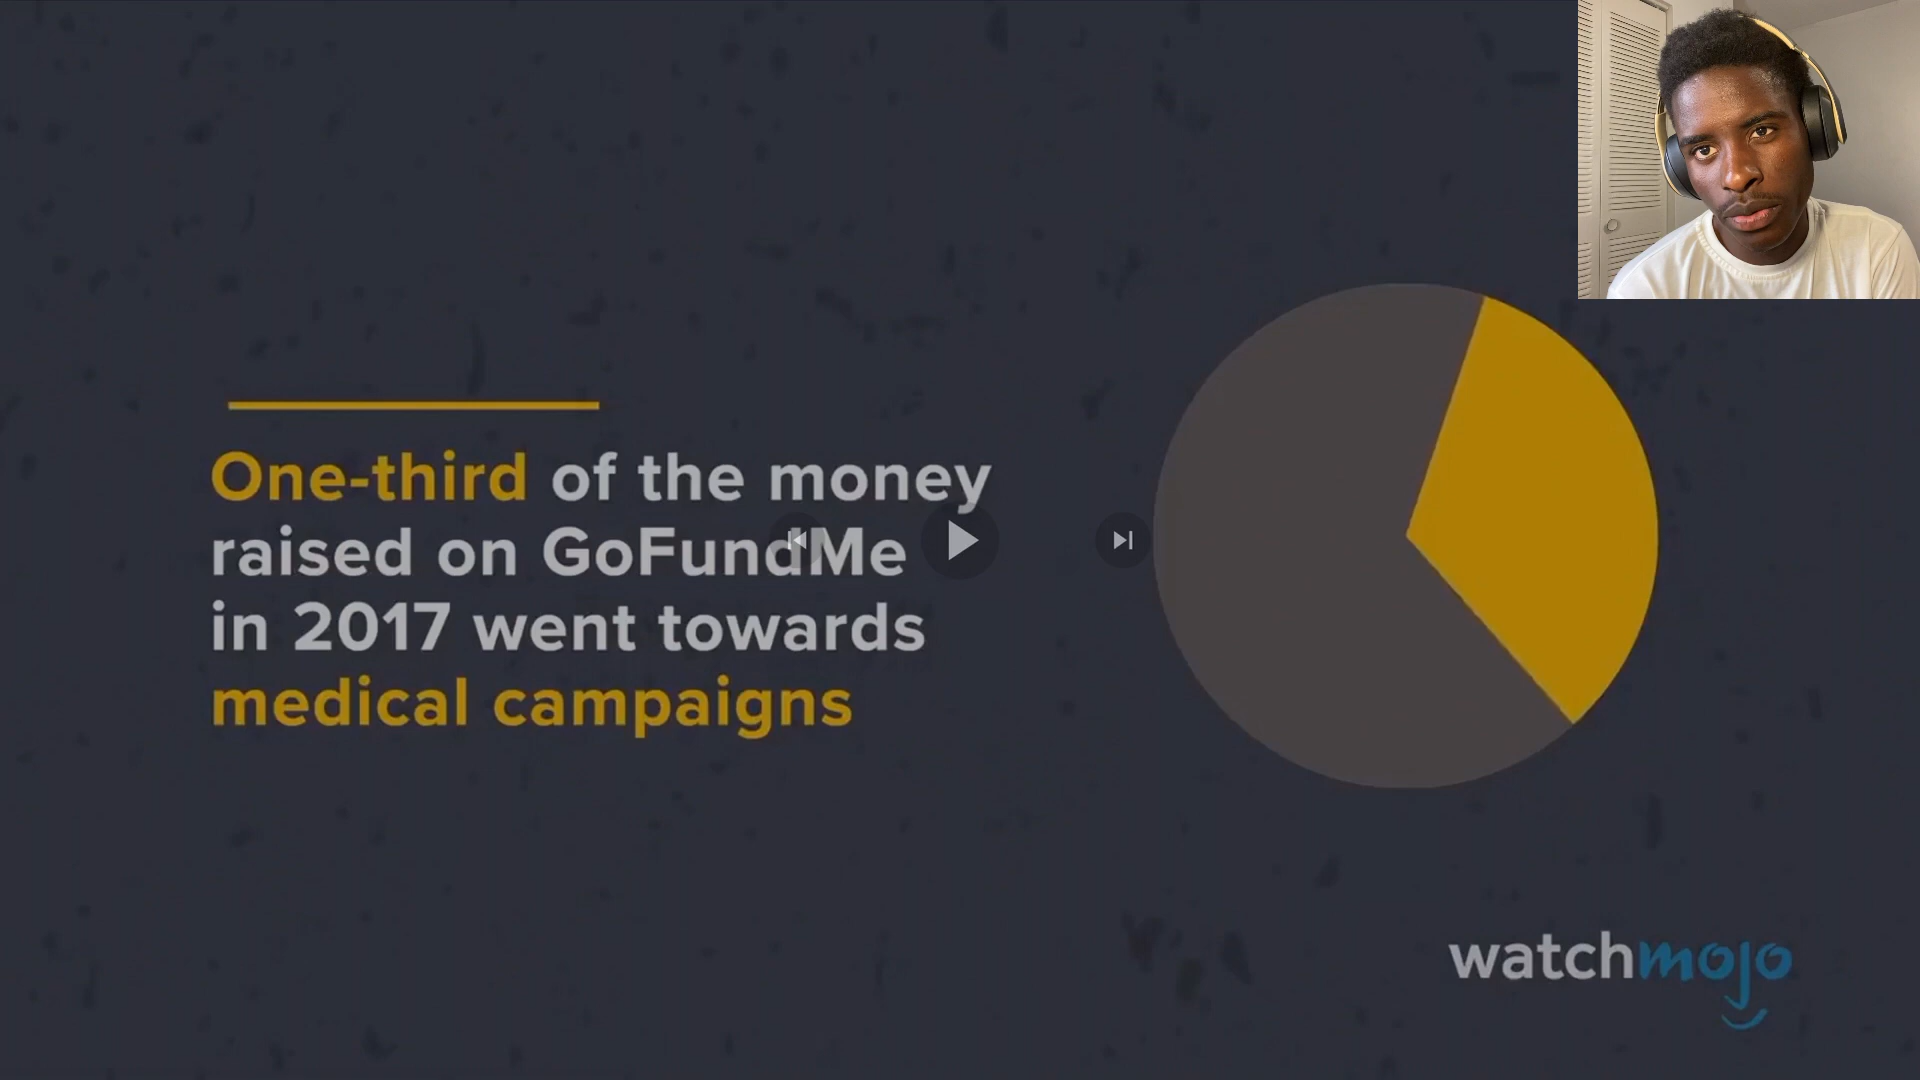 One-third of the money
raised on GoFundMe
in 2017 went towards
medical campaigns
watchmojo